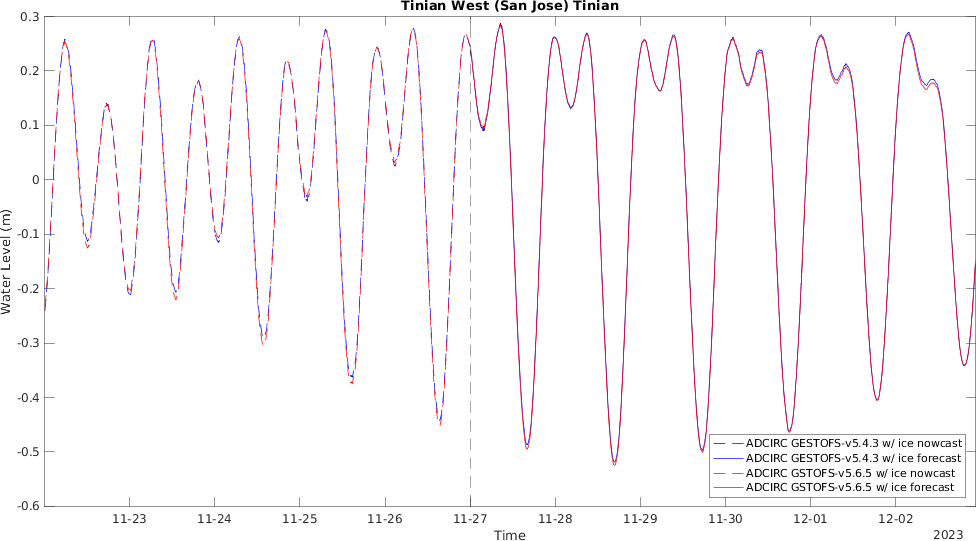 Tinian West (San Jose) Tinian
0.3
0.2
0.1
0
-0.1
-0.2
-0.3
-0.4
-0.5
-0.6
Water Level (m)
ADCIRC GESTOFS-v5.4.3 w/ ice nowcast
ADCIRC GESTOFS-v5.4.3 w/ ice forecast
ADCIRC GSTOFS-v5.6.5 w/ ice nowcast
ADCIRC GSTOFS-v5.6.5 w/ ice forecast
11-23 11-24 11-25 11-26 11-27 11-28 11-29 11-30 12-01 12-02
Time
2023